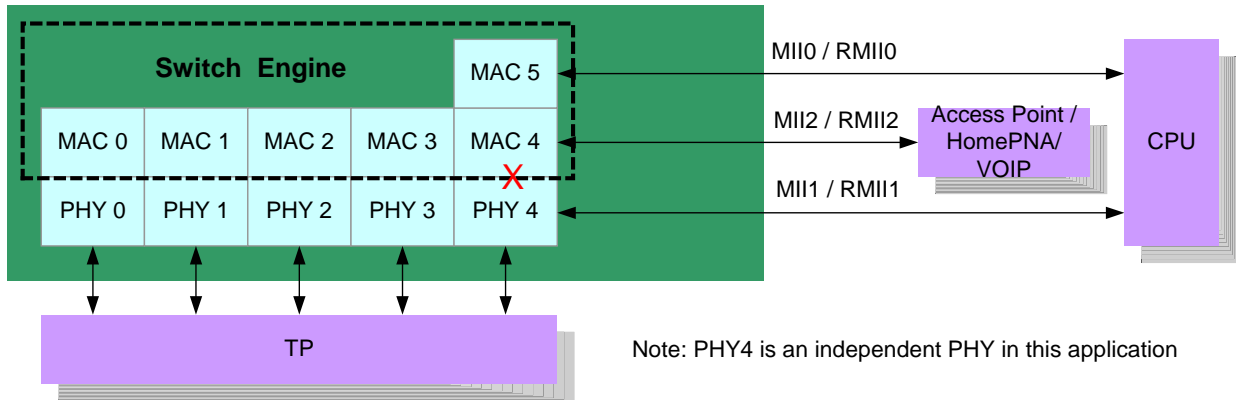 Switch Engine
MAC 5
MII0 / RMII0
MAC 0
MAC 1
MAC 2
MAC 3
MAC 4
MII2 / RMII2
Access Point /
HomePNA/
VOIP
CPU
X
PHY 0
PHY 1
PHY 2
PHY 3
PHY 4
MII1 / RMII1
TP
Note: PHY4 is an independent PHY in this application